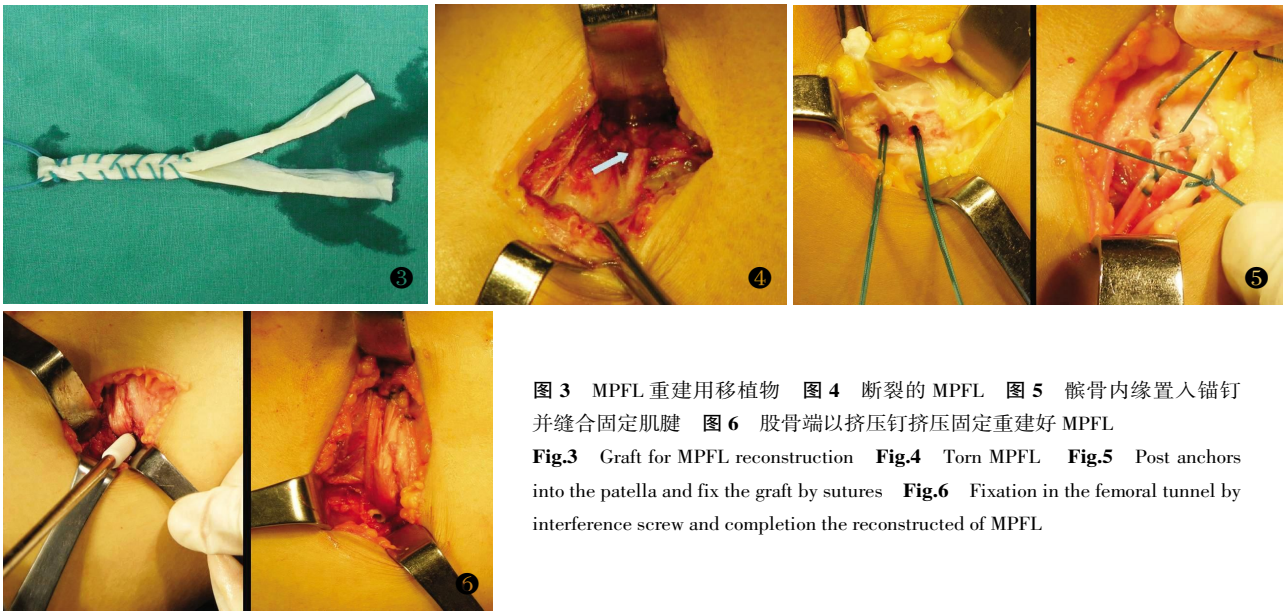 ❸
❹
❺
❻
图 3 MPFL 重建用移植物 图 4 断裂的 MPFL 图 5 髌骨内缘置入锚钉
并缝合固定肌腱 图 6 股骨端以挤压钉挤压固定重建好 MPFL
Fig.3 Graft for MPFL reconstruction Fig.4 Torn MPFL Fig.5 Post anchors
into the patella and fix the graft by sutures Fig.6 Fixation in the femoral tunnel by
interference screw and completion the reconstructed of MPFL